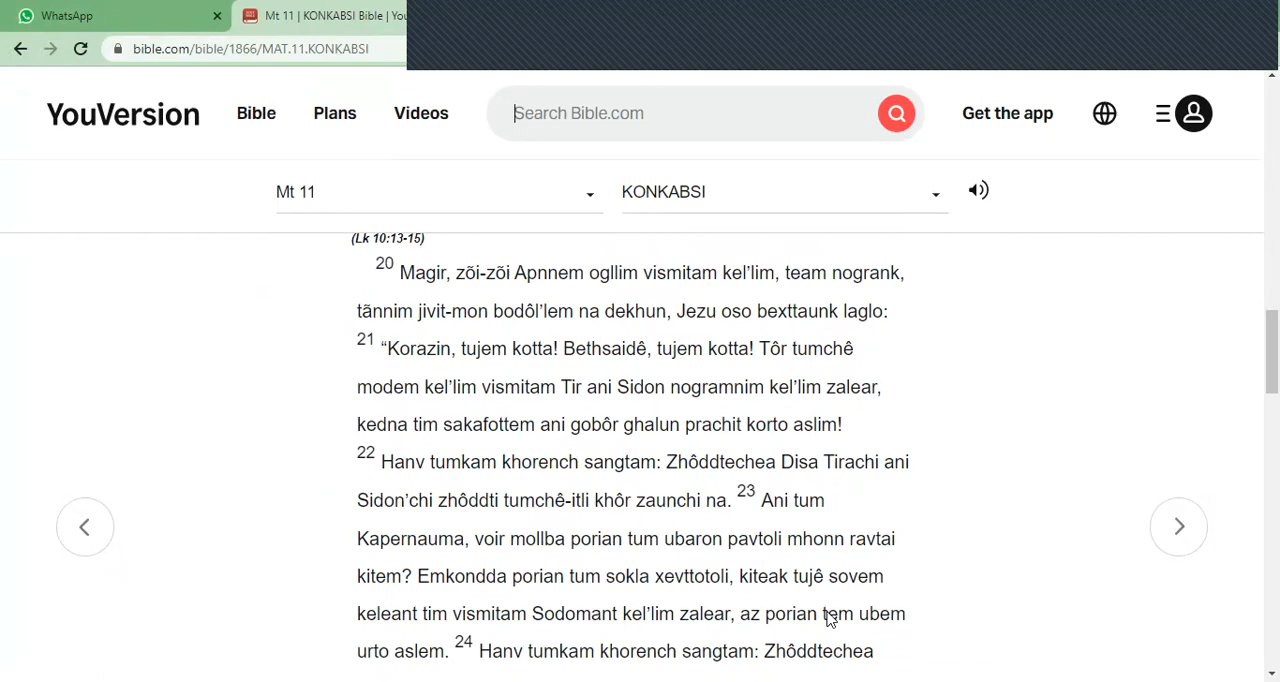 WhatsApp
Mt 11 | KONKABSI Bible | You
bible.com/bible/1866/MAT.11.KONKABSI
YouVersion Bible Plans Videos Search Bible.com Get the app
Mt 11 KONKABSI
(Lk 10:13-15)
20 Magir, zõi-zõi Apnnem ogllim vismitam kel’lim, team nogrank,
tãnnim jivit-mon bodôl’lem na dekhun, Jezu oso bexttaunk laglo:
21 “Korazin, tujem kotta! Bethsaidê, tujem kotta! Tôr tumchê
modem kel’lim vismitam Tir ani Sidon nogramnim kel’lim zalear,
kedna tim sakafottem ani gobôr ghalun prachit korto aslim!
22 Hanv tumkam khorench sangtam: Zhôddtechea Disa Tirachi ani
Sidon’chi zhôddti tumchê-itli khôr zaunchi na. 23 Ani tum
Kapernauma, voir mollba porian tum ubaron pavtoli mhonn ravtai
kitem? Emkondda porian tum sokla xevttotoli, kiteak tujê sovem
keleant tim vismitam Sodomant kel’lim zalear, az porian tem ubem
urto aslem. 24 Hanv tumkam khorench sangtam: Zhôddtechea